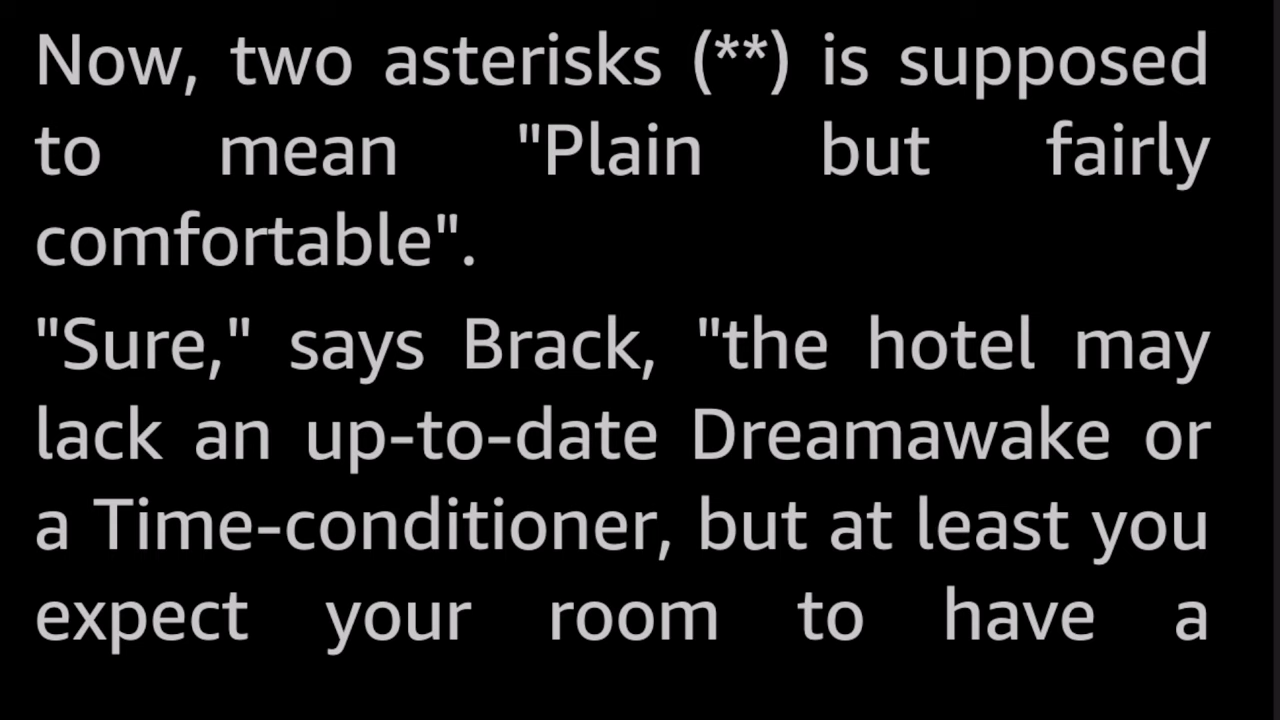 Now, two asterisks (**) is supposed
to mean "Plain but fairly
comfortable".
"Sure," says Brack, "the hotel may
lack an up-to-date Dreamawake or
a Time-conditioner, but at least you
expect your room to have a